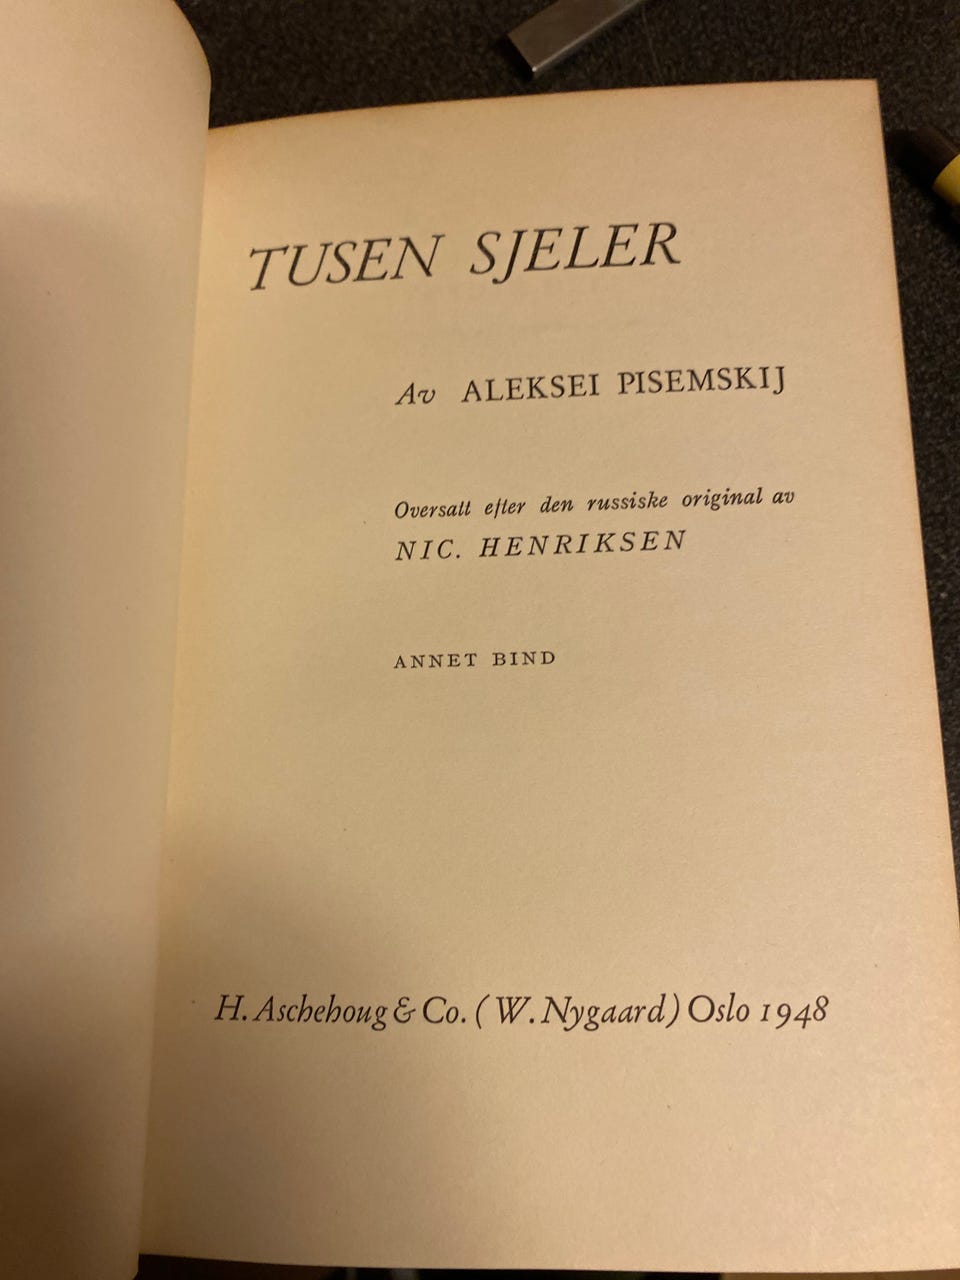 TUSEN SJELER
Av ALEKSEI PISEMSKIJ
Oversatt efter den russiske original av
NIC. HENRIKSEN
ANNET BIND
H. Aschehoug & Co. (W. Nygaard) Oslo 1948